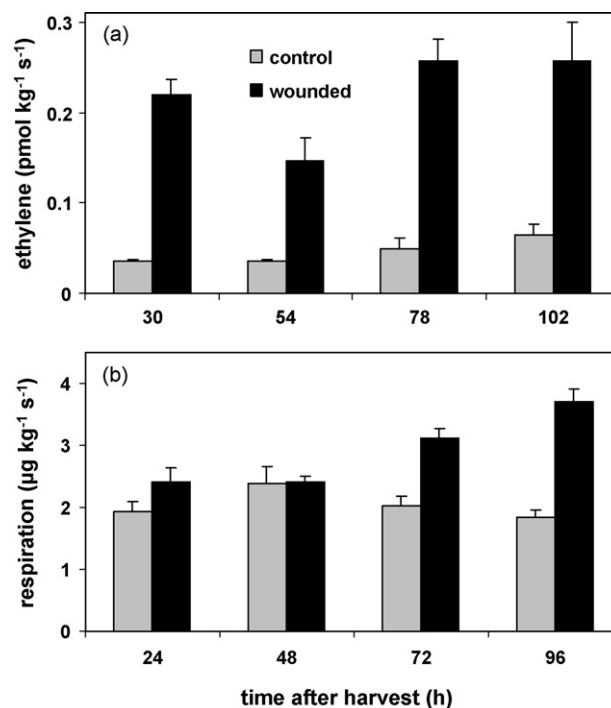 (a)
control
wounded
ethylene (pmol kg⁻¹ s⁻¹)
0.3
0.2
0.1
0
30 54 78 102
(b)
respiration (µg kg⁻¹ s⁻¹)
4
3
2
1
0
24 48 72 96
time after harvest (h)